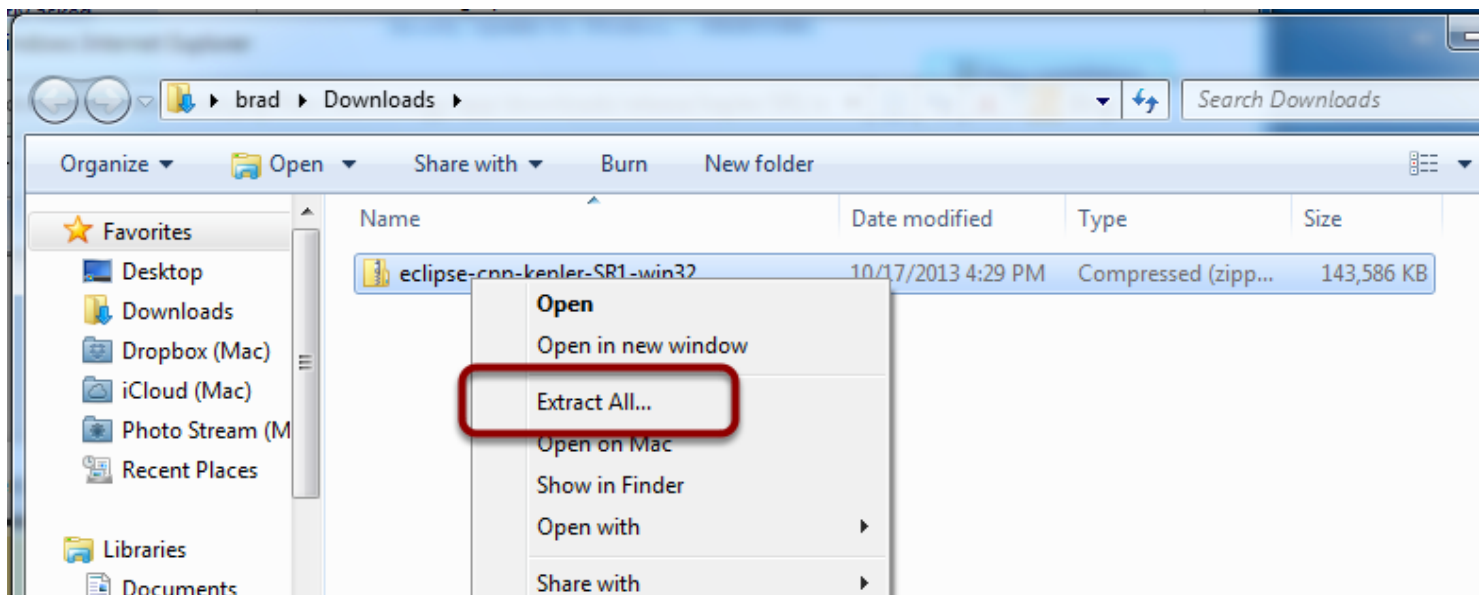 brad Downloads Search Downloads
Organize Open Share with Burn New folder
Name Date modified Type Size
Favorites
Desktop
Downloads
Dropbox (Mac)
iCloud (Mac)
Photo Stream (M
Recent Places
Libraries
Documents
eclipse-cpp-kepler-SR1-win32 10/17/2013 4:29 PM Compressed (zipp... 143,586 KB
Open
Open in new window
Extract All...
Open on Mac
Show in Finder
Open with
Share with